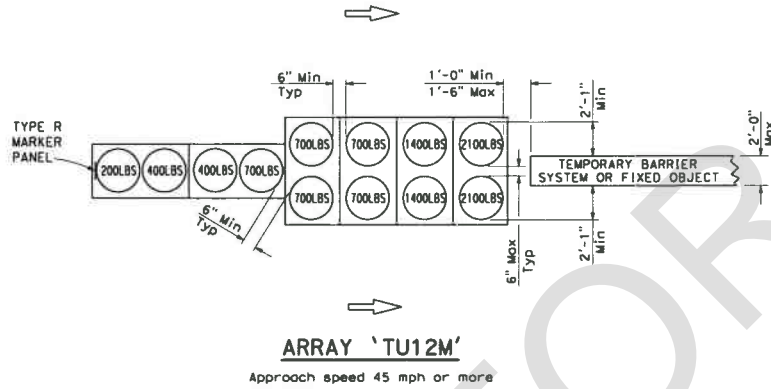 6" Min
Typ
1'-0" Min
1'-6" Max
2'-1"
Min
2'-0"
Max
TYPE R
MARKER
PANEL
700LBS
700LBS
1400LBS
2100LBS
200LBS
400LBS
400LBS
700LBS
TEMPORARY BARRIER
SYSTEM OR FIXED OBJECT
700LBS
700LBS
1400LBS
2100LBS
6" Min
Typ
6" Max
Typ
2'-1"
Min
ARRAY 'TU12M'
Approach speed 45 mph or more